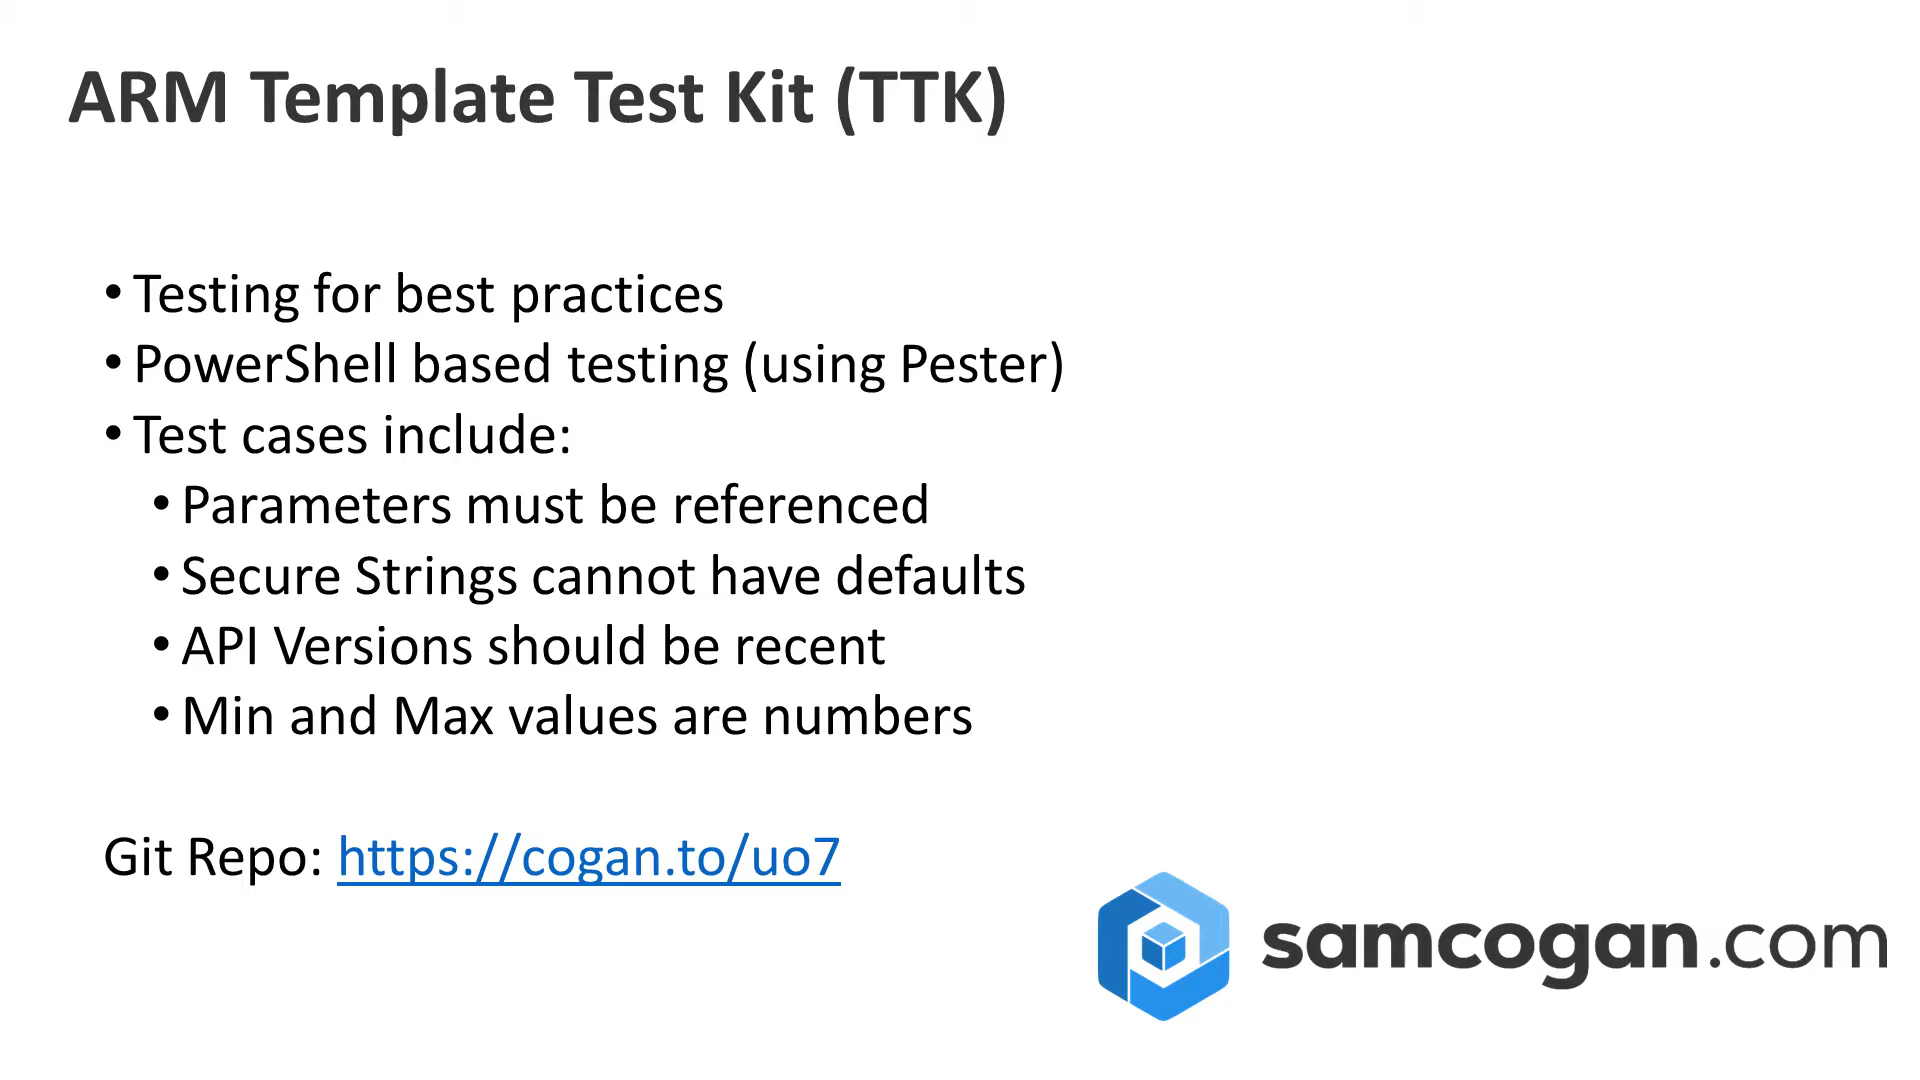 ARM Template Test Kit (TTK)
• Testing for best practices
• PowerShell based testing (using Pester)
• Test cases include:
• Parameters must be referenced
• Secure Strings cannot have defaults
• API Versions should be recent
• Min and Max values are numbers
Git Repo: https://cogan.to/uo7
samcogan.com